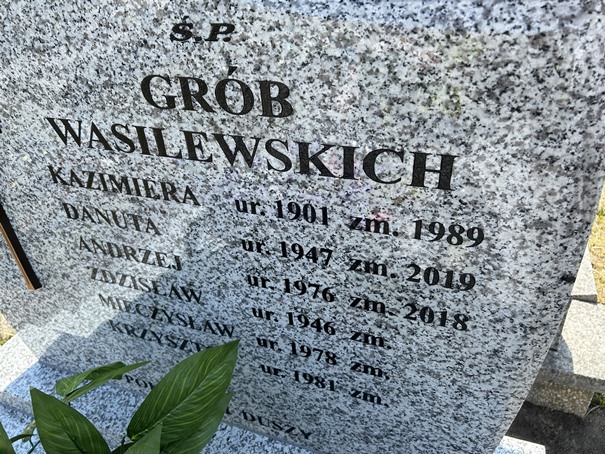 Ś.P.
GRÓB
WASILEWSKICH
KAZIMIERA ur. 1901 zm. 1989
DANUTA ur. 1947 zm. 2019
ANDRZEJ ur. 1976 zm. 2018
ZDZISŁAW ur. 1946 zm.
MIECZYSŁAW ur. 1978 zm.
ur. 1981 zm.
DUSZY